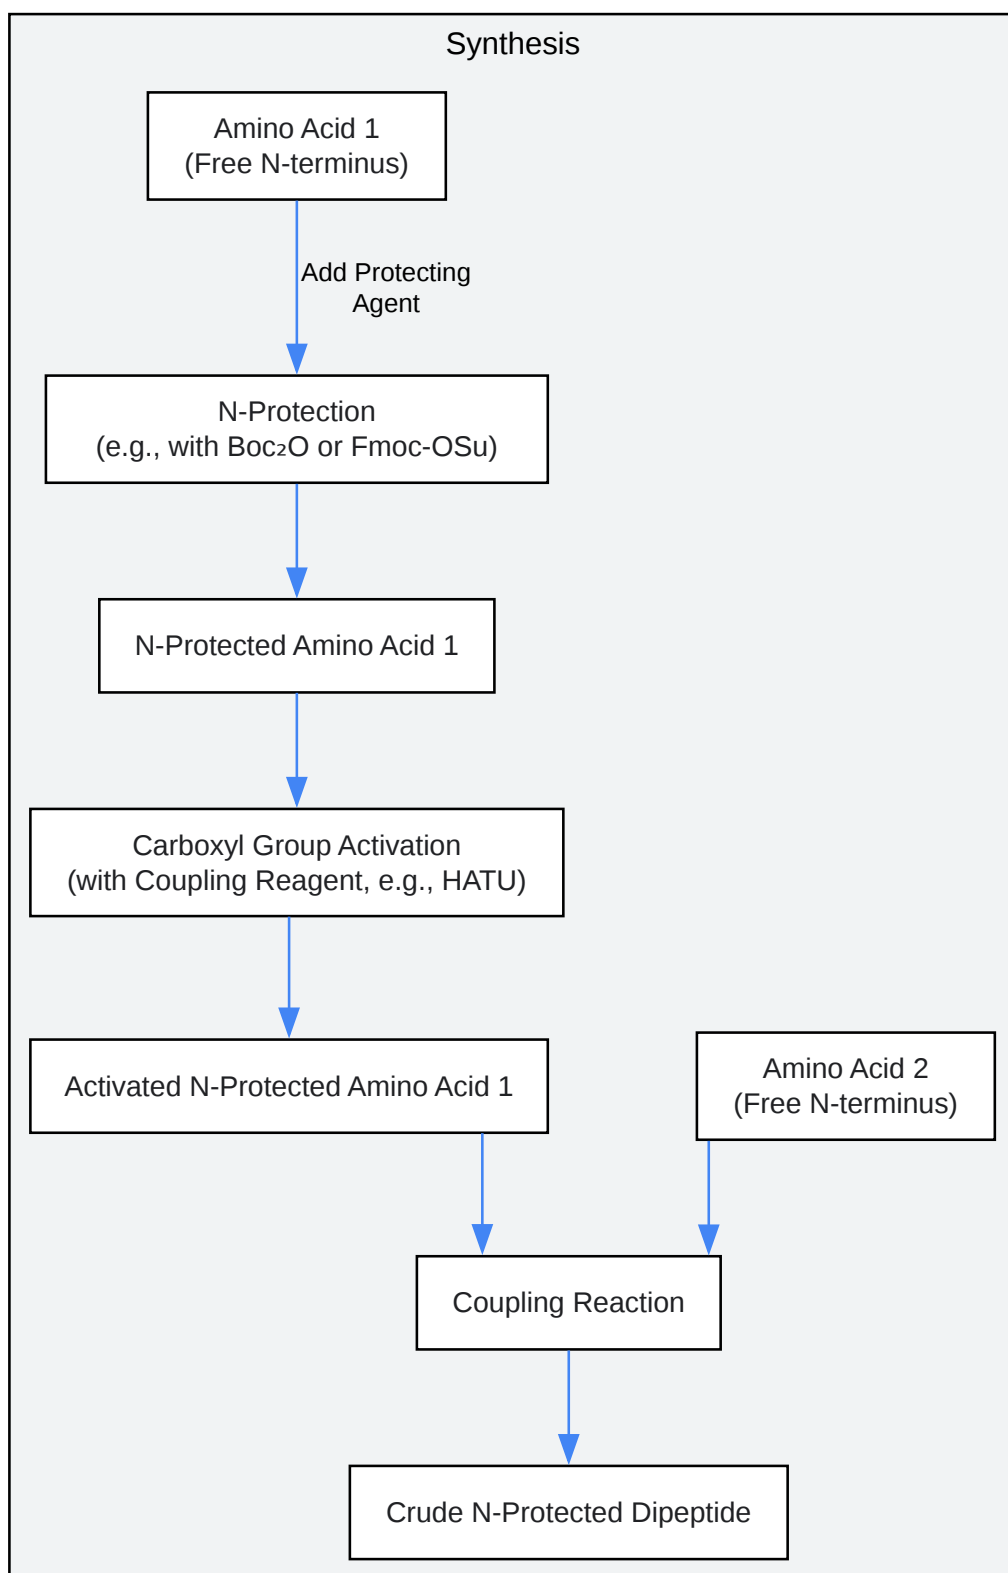 Synthesis
Amino Acid 1
(Free N-terminus)
Add Protecting
Agent
N-Protection
(e.g., with Boc₂O or Fmoc-OSu)
N-Protected Amino Acid 1
Carboxyl Group Activation
(with Coupling Reagent, e.g., HATU)
Activated N-Protected Amino Acid 1
Amino Acid 2
(Free N-terminus)
Coupling Reaction
Crude N-Protected Dipeptide